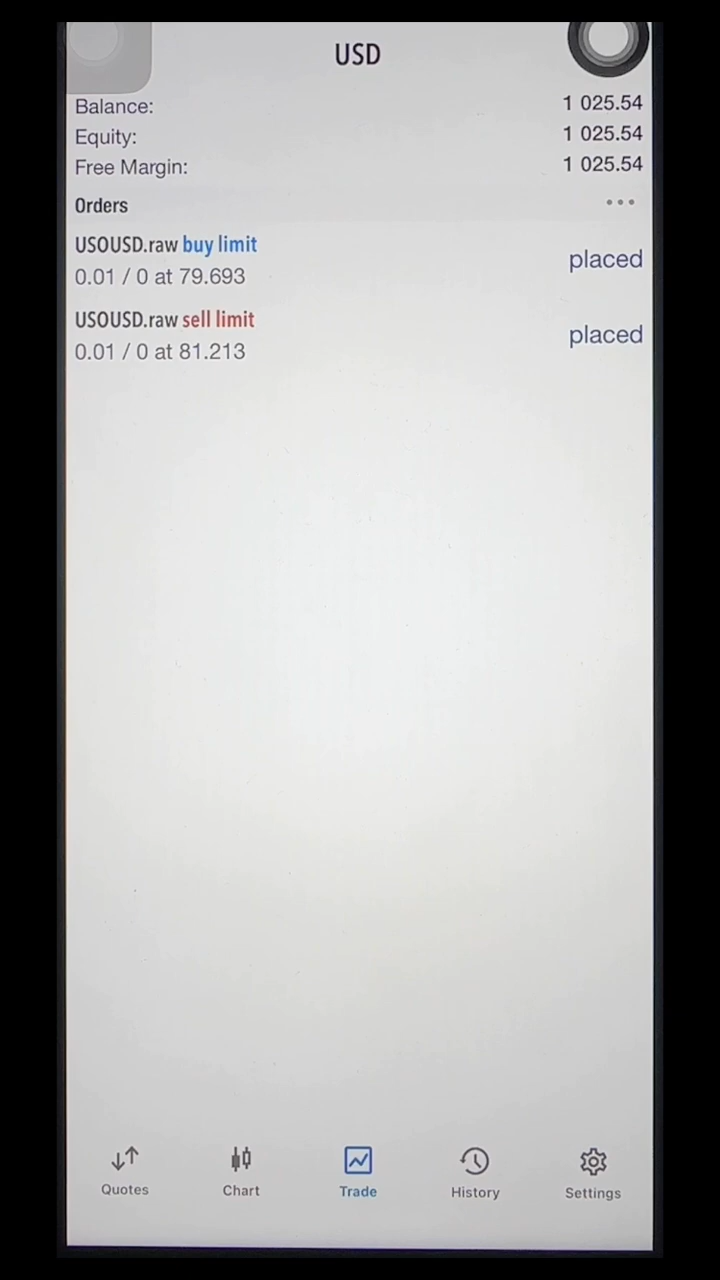 USD
Balance: 1 025.54
Equity: 1 025.54
Free Margin: 1 025.54
Orders
USOUSD.raw buy limit
0.01 / 0 at 79.693
placed
USOUSD.raw sell limit
0.01 / 0 at 81.213
placed
Quotes
Chart
Trade
History
Settings